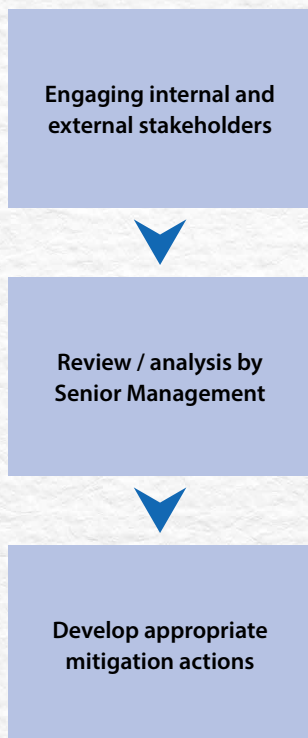 Engaging internal and
external stakeholders
Review / analysis by
Senior Management
Develop appropriate
mitigation actions